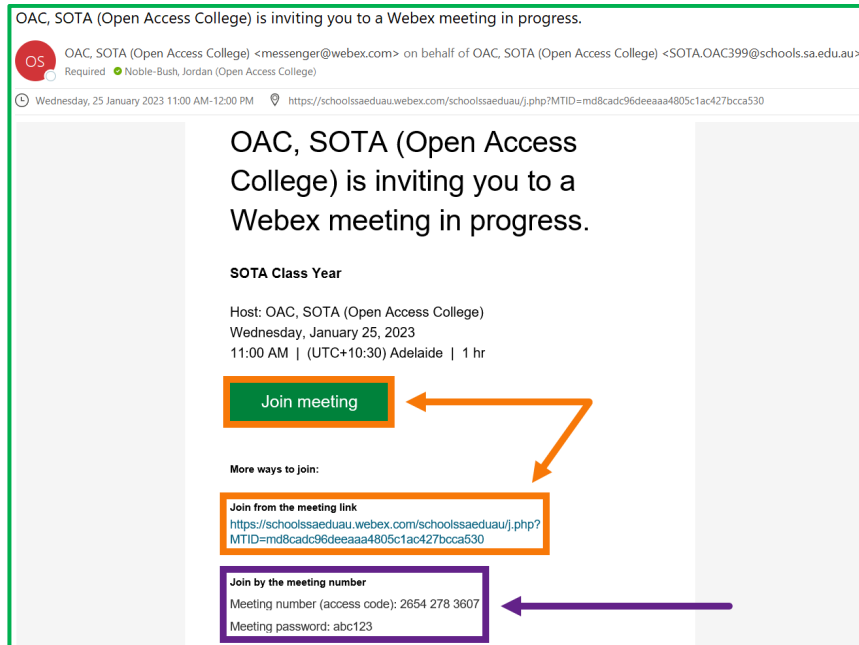 OAC, SOTA (Open Access College) is inviting you to a Webex meeting in progress.
OS
OAC, SOTA (Open Access College) <messenger@webex.com> on behalf of OAC, SOTA (Open Access College) <SOTA.OAC399@schools.sa.edu.au>
Required Noble-Bush, Jordan (Open Access College)
Wednesday, 25 January 2023 11:00 AM-12:00 PM https://schoolssaeduau.webex.com/schoolssaeduau/j.php?MTID=md8cadc96deeaaa4805c1ac427bcca530
OAC, SOTA (Open Access
College) is inviting you to a
Webex meeting in progress.
SOTA Class Year
Host: OAC, SOTA (Open Access College)
Wednesday, January 25, 2023
11:00 AM | (UTC+10:30) Adelaide | 1 hr
Join meeting
More ways to join:
Join from the meeting link
https://schoolssaeduau.webex.com/schoolssaeduau/j.php?
MTID=md8cadc96deeaaa4805c1ac427bcca530
Join by the meeting number
Meeting number (access code): 2654 278 3607
Meeting password: abc123